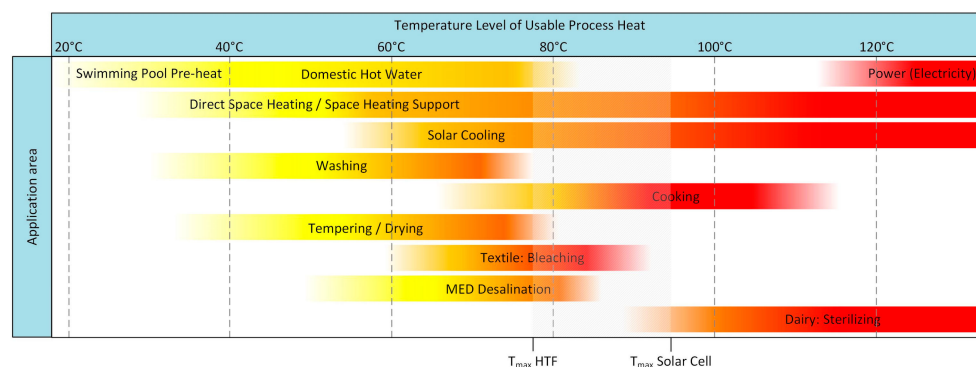 Temperature Level of Usable Process Heat
20°C 40°C 60°C 80°C 100°C 120°C
Application area
Swimming Pool Pre-heat Domestic Hot Water Power (Electricity)
Direct Space Heating / Space Heating Support
Solar Cooling
Washing
Cooking
Tempering / Drying
Textile: Bleaching
MED Desalination
Dairy: Sterilizing
Tmax HTF Tmax Solar Cell